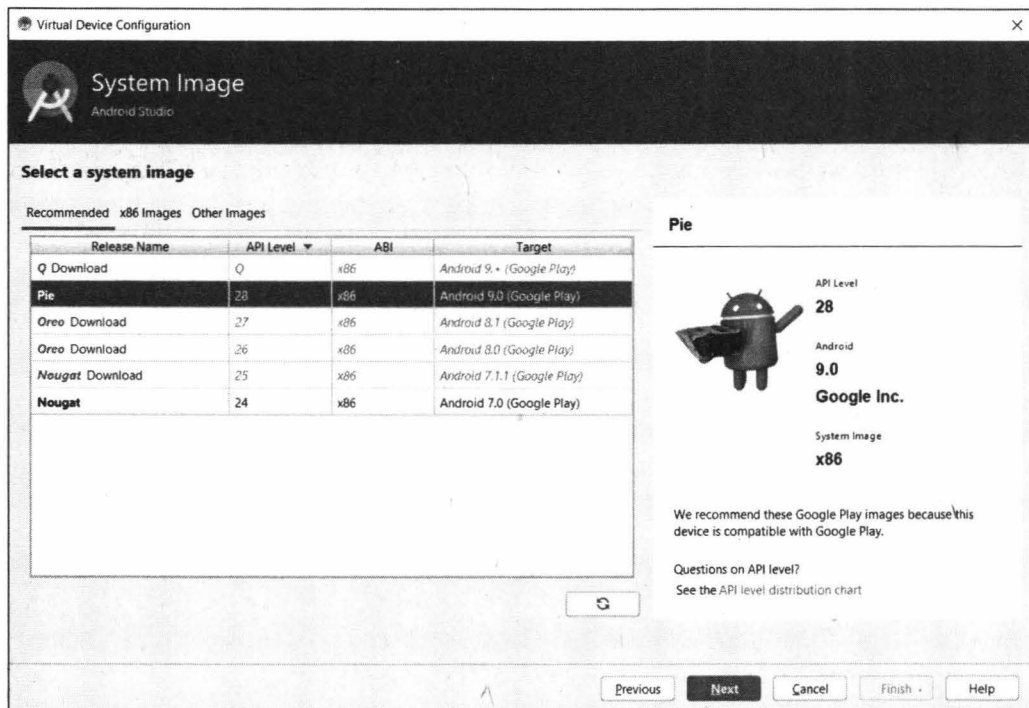 Virtual Device Configuration
System Image
Android Studio
Select a system image
Recommended x86 Images Other Images
Release Name API Level ABI Target
Q Download Q x86 Android 9.+ (Google Play)
Pie 28 x86 Android 9.0 (Google Play)
Oreo Download 27 x86 Android 8.1 (Google Play)
Oreo Download 26 x86 Android 8.0 (Google Play)
Nougat Download 25 x86 Android 7.1.1 (Google Play)
Nougat 24 x86 Android 7.0 (Google Play)
Pie
API Level
28
Android
9.0
Google Inc.
System Image
x86
We recommend these Google Play images because this
device is compatible with Google Play.
Questions on API level?
See the API level distribution chart
Previous Next Cancel Finish Help